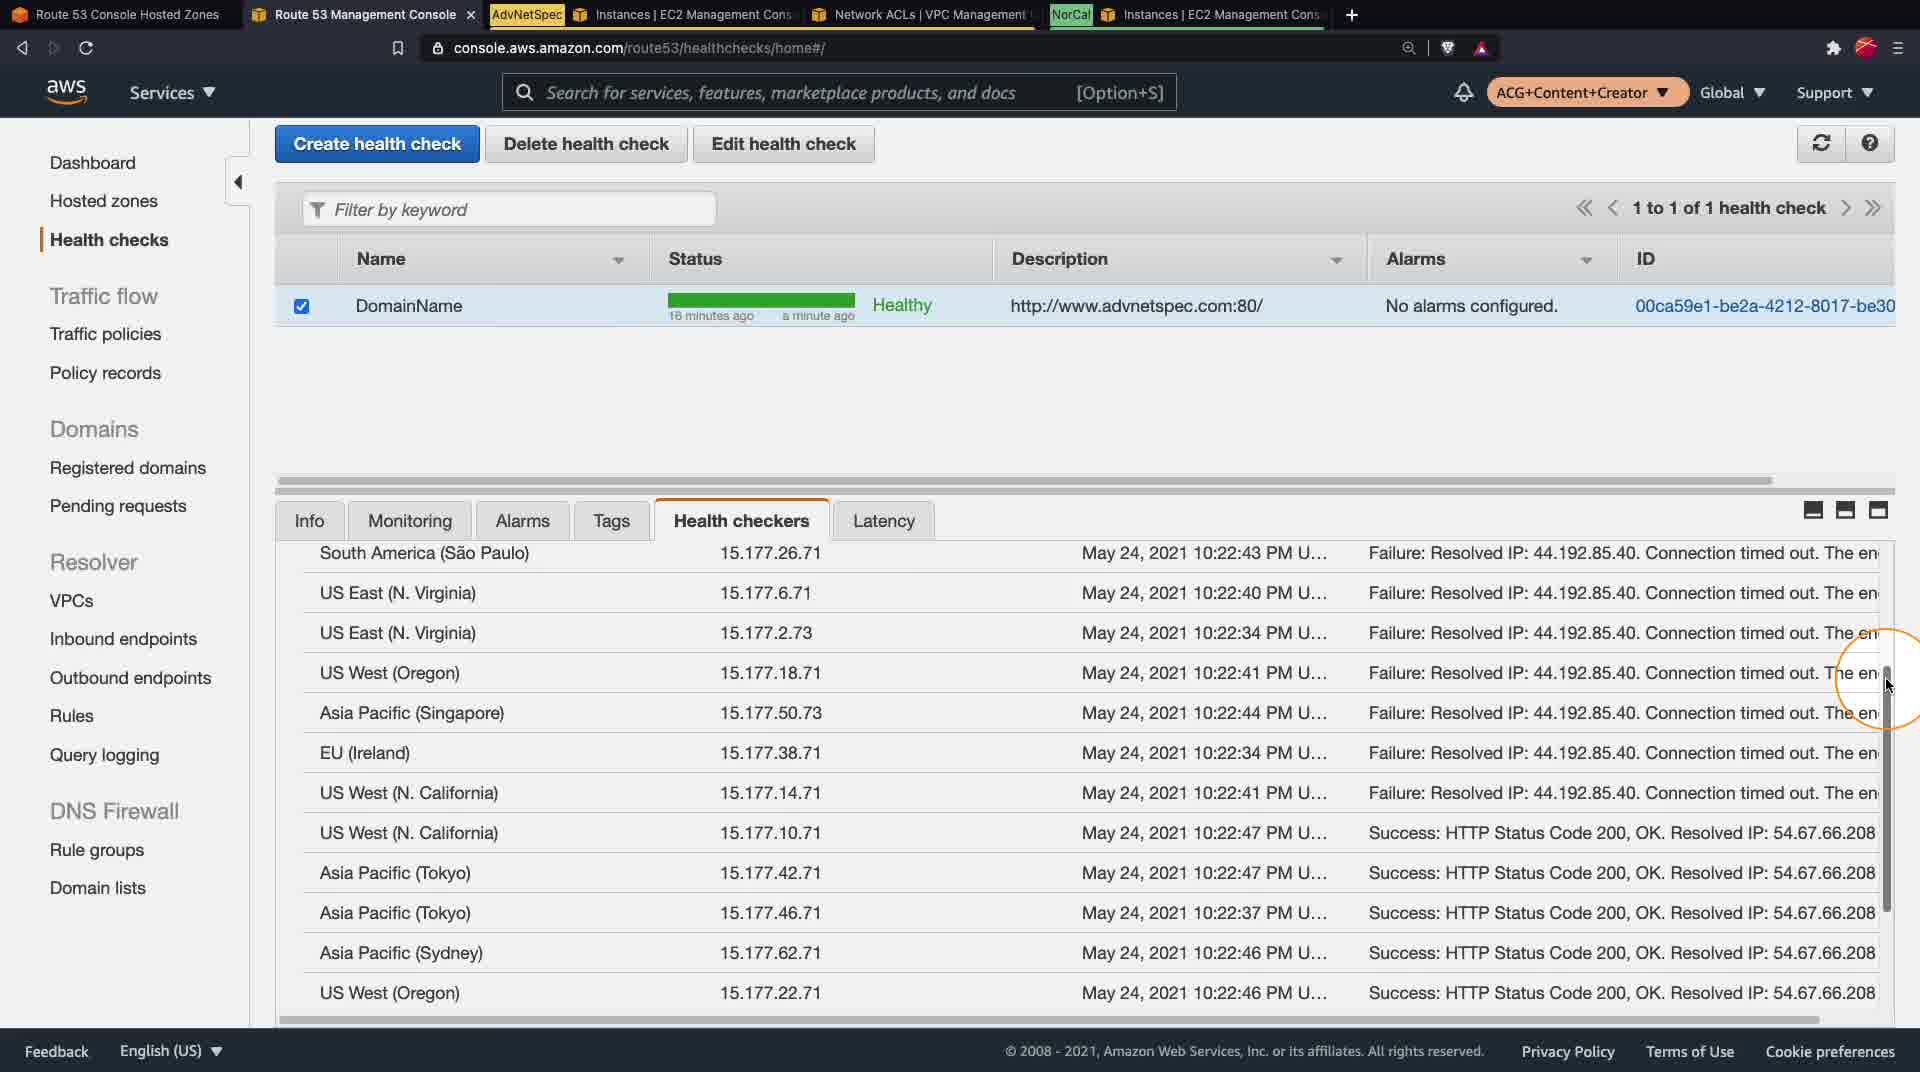 Route 53 Console Hosted Zones
Route 53 Management Console
AdvNetSpec
Instances | EC2 Management Cons
Network ACLs | VPC Management
NorCal
Instances | EC2 Management Cons
console.aws.amazon.com/route53/healthchecks/home#/
aws
Services
Search for services, features, marketplace products, and docs
[Option+S]
ACG+Content+Creator
Global
Support
Dashboard
Hosted zones
Health checks
Traffic flow
Traffic policies
Policy records
Domains
Registered domains
Pending requests
Resolver
VPCs
Inbound endpoints
Outbound endpoints
Rules
Query logging
DNS Firewall
Rule groups
Domain lists
Create health check
Delete health check
Edit health check
Filter by keyword
1 to 1 of 1 health check
Name Status Description Alarms ID
DomainName Healthy http://www.advnetspec.com:80/ No alarms configured. 00ca59e1-be2a-4212-8017-be30
16 minutes ago a minute ago
Info Monitoring Alarms Tags Health checkers Latency
South America (São Paulo) 15.177.26.71 May 24, 2021 10:22:43 PM U… Failure: Resolved IP: 44.192.85.40. Connection timed out. The en
US East (N. Virginia) 15.177.6.71 May 24, 2021 10:22:40 PM U… Failure: Resolved IP: 44.192.85.40. Connection timed out. The en
US East (N. Virginia) 15.177.2.73 May 24, 2021 10:22:34 PM U… Failure: Resolved IP: 44.192.85.40. Connection timed out. The en
US West (Oregon) 15.177.18.71 May 24, 2021 10:22:41 PM U… Failure: Resolved IP: 44.192.85.40. Connection timed out. The en
Asia Pacific (Singapore) 15.177.50.73 May 24, 2021 10:22:44 PM U… Failure: Resolved IP: 44.192.85.40. Connection timed out. The en
EU (Ireland) 15.177.38.71 May 24, 2021 10:22:34 PM U… Failure: Resolved IP: 44.192.85.40. Connection timed out. The en
US West (N. California) 15.177.14.71 May 24, 2021 10:22:41 PM U… Failure: Resolved IP: 44.192.85.40. Connection timed out. The en
US West (N. California) 15.177.10.71 May 24, 2021 10:22:47 PM U… Success: HTTP Status Code 200, OK. Resolved IP: 54.67.66.208
Asia Pacific (Tokyo) 15.177.42.71 May 24, 2021 10:22:47 PM U… Success: HTTP Status Code 200, OK. Resolved IP: 54.67.66.208
Asia Pacific (Tokyo) 15.177.46.71 May 24, 2021 10:22:37 PM U… Success: HTTP Status Code 200, OK. Resolved IP: 54.67.66.208
Asia Pacific (Sydney) 15.177.62.71 May 24, 2021 10:22:46 PM U… Success: HTTP Status Code 200, OK. Resolved IP: 54.67.66.208
US West (Oregon) 15.177.22.71 May 24, 2021 10:22:46 PM U… Success: HTTP Status Code 200, OK. Resolved IP: 54.67.66.208
Feedback
English (US)
© 2008 - 2021, Amazon Web Services, Inc. or its affiliates. All rights reserved.
Privacy Policy
Terms of Use
Cookie preferences